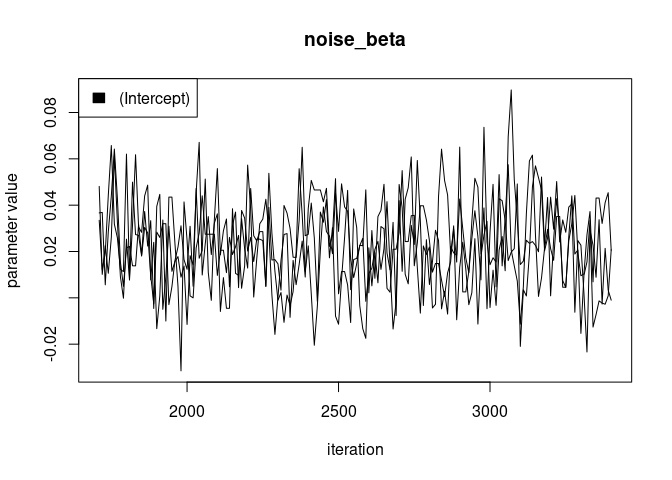 noise_beta
(Intercept)
parameter value
0.08
0.06
0.04
0.02
-0.02
2000 2500 3000
iteration